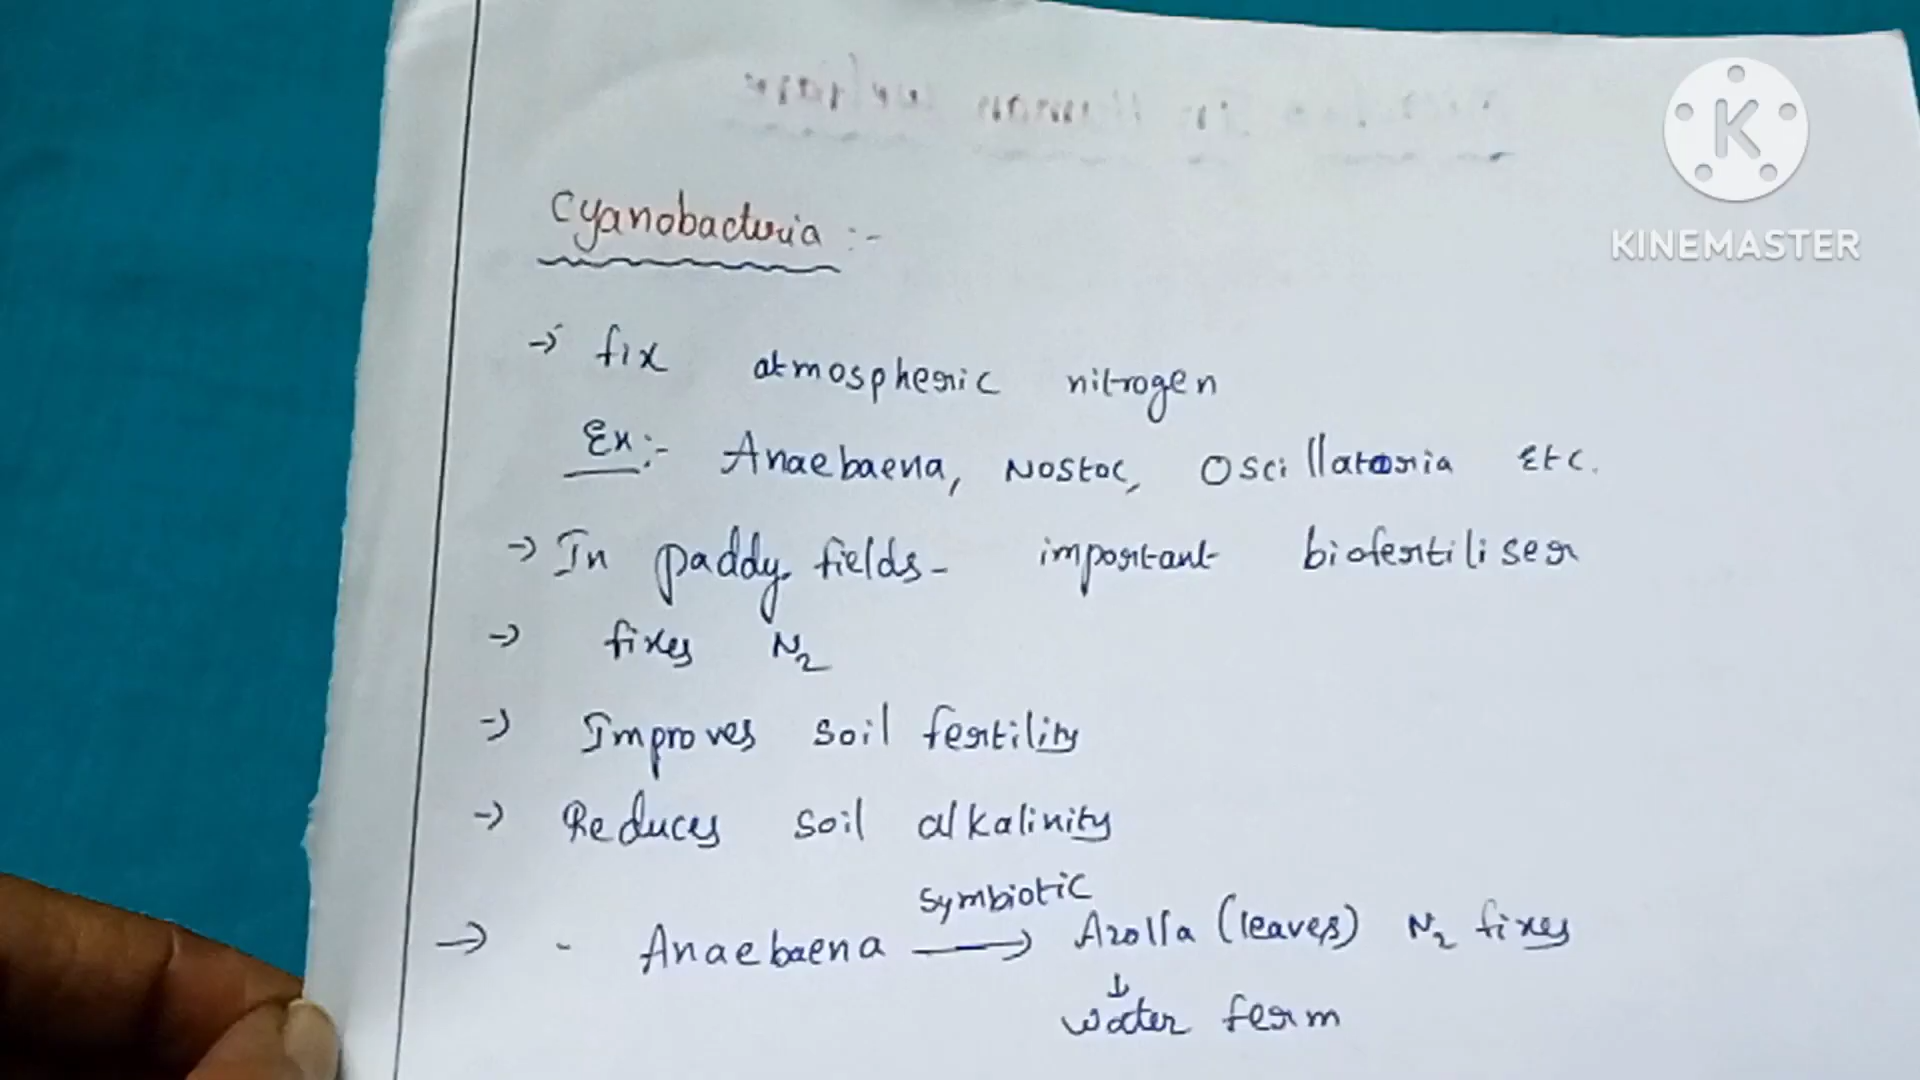 K
KINEMASTER
Cyanobacteria :-
→ fix atmospheric nitrogen
Ex:- Anaebaena, Nostoc, Oscillatoria Etc.
→ In paddy fields - important biofertiliser
→ fixes N₂
→ Improves soil fertility
→ Reduces soil alkalinity
symbiotic
→ - Anaebaena → Azolla (leaves) N₂ fixes
↓
water ferm